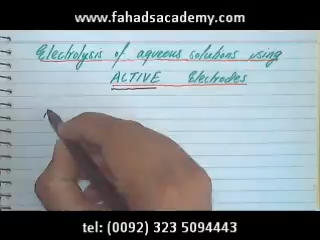 www.fahadsacademy.com
Electrolysis of aqueous solutions using
ACTIVE Electrodes
tel: (0092) 323 5094443